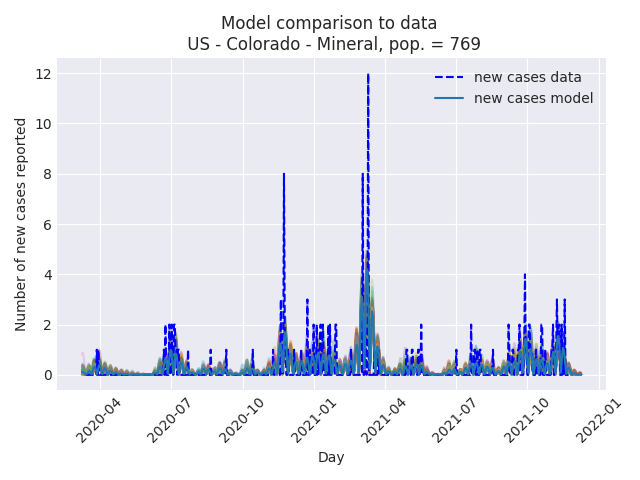 Model comparison to data
US - Colorado - Mineral, pop. = 769
Number of new cases reported
12
10
8
6
4
2
0
new cases data
new cases model
2020-04
2020-07
2020-10
2021-01
2021-04
2021-07
2021-10
2022-01
Day